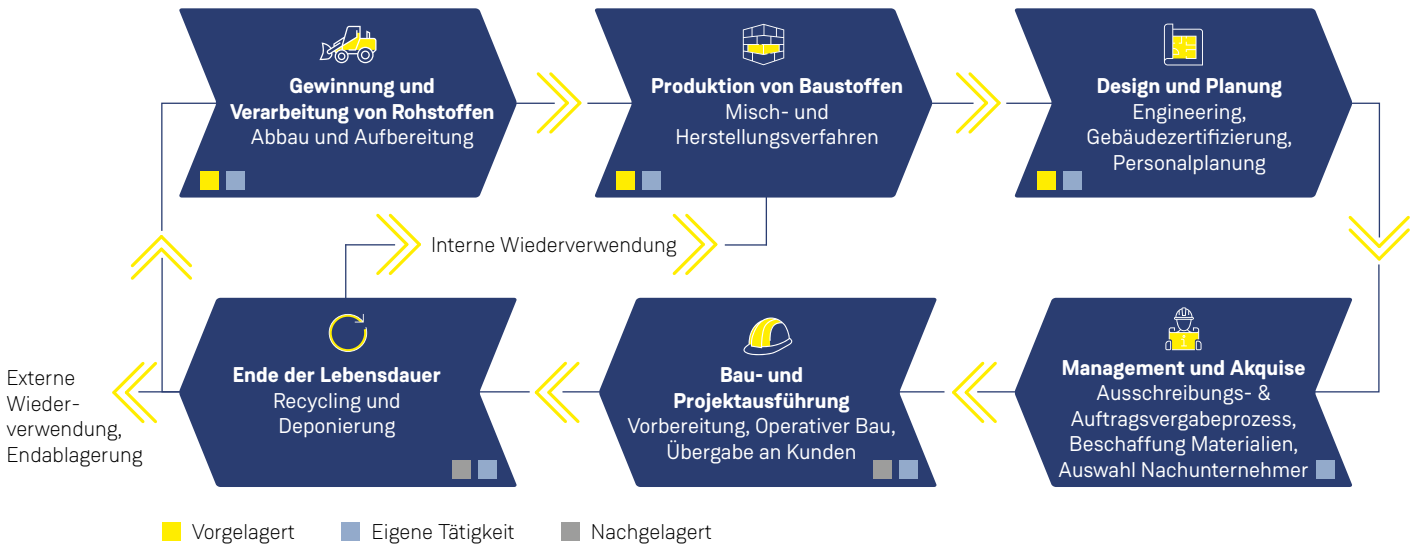 Gewinnung und
Verarbeitung von Rohstoffen
Abbau und Aufbereitung
Produktion von Baustoffen
Misch- und
Herstellungsverfahren
Design und Planung
Engineering,
Gebäudezertifizierung,
Personalplanung
Interne Wiederverwendung
Externe
Wieder-
verwendung,
Endablagerung
Ende der Lebensdauer
Recycling und
Deponierung
Bau- und
Projektausführung
Vorbereitung, Operativer Bau,
Übergabe an Kunden
Management und Akquise
Ausschreibungs- &
Auftragsvergabeprozess,
Beschaffung Materialien,
Auswahl Nachunternehmer
Vorgelagert
Eigene Tätigkeit
Nachgelagert